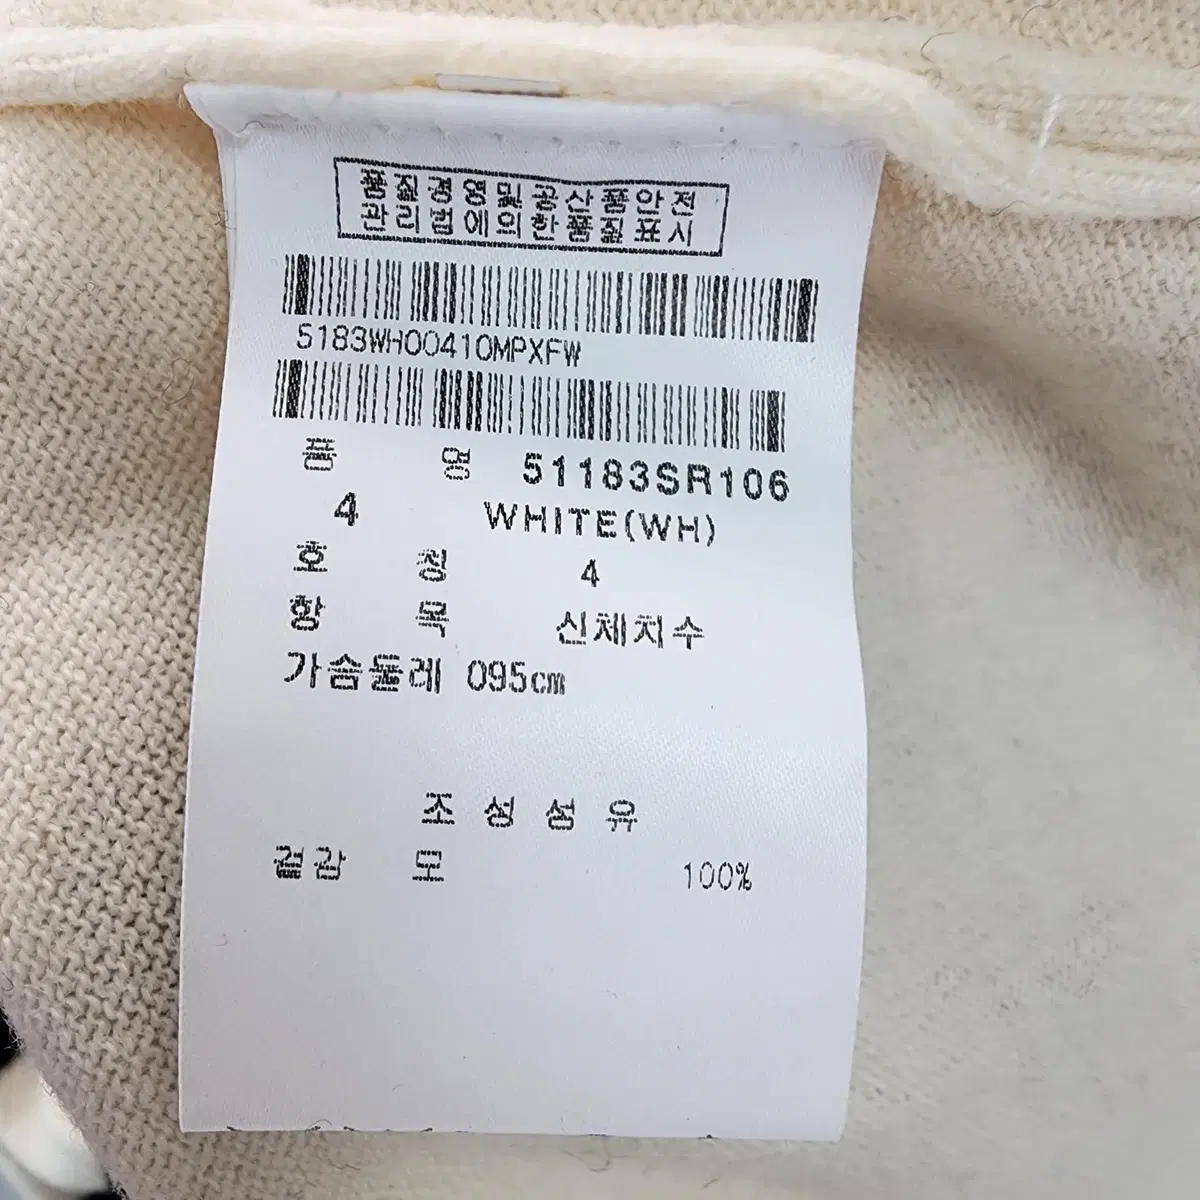 품질경영및공산품안전
관리법에의한품질표시
5183WH00410MPXFW
품 명 51183SR106
4 WHITE(WH)
호 칭 4
항 목 신체치수
가슴둘레 095cm
조 성 섬 유
겉감 모 100%